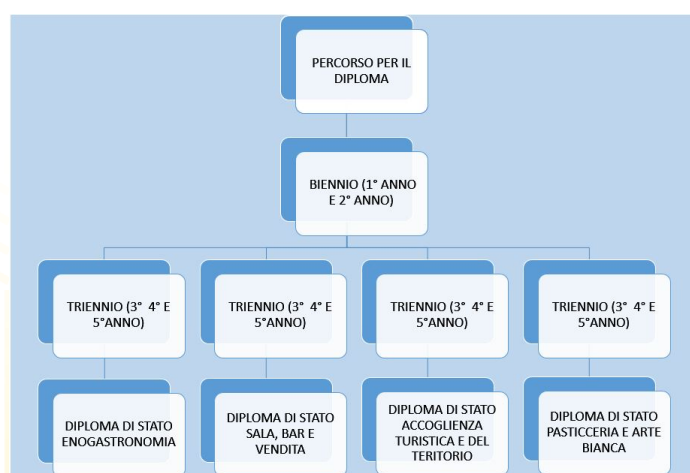 PERCORSO PER IL
DIPLOMA
BIENNIO (1° ANNO
E 2° ANNO)
TRIENNIO (3° 4° E
5°ANNO)
TRIENNIO (3° 4° E
5°ANNO)
TRIENNIO (3° 4° E
5°ANNO)
TRIENNIO (3° 4° E
5°ANNO)
DIPLOMA DI STATO
ENOGASTRONOMIA
DIPLOMA DI STATO
SALA, BAR E
VENDITA
DIPLOMA DI STATO
ACCOGLIENZA
TURISTICA E DEL
TERITORIO
DIPLOMA DI STATO
PASTICCERIA E ARTE
BIANCA